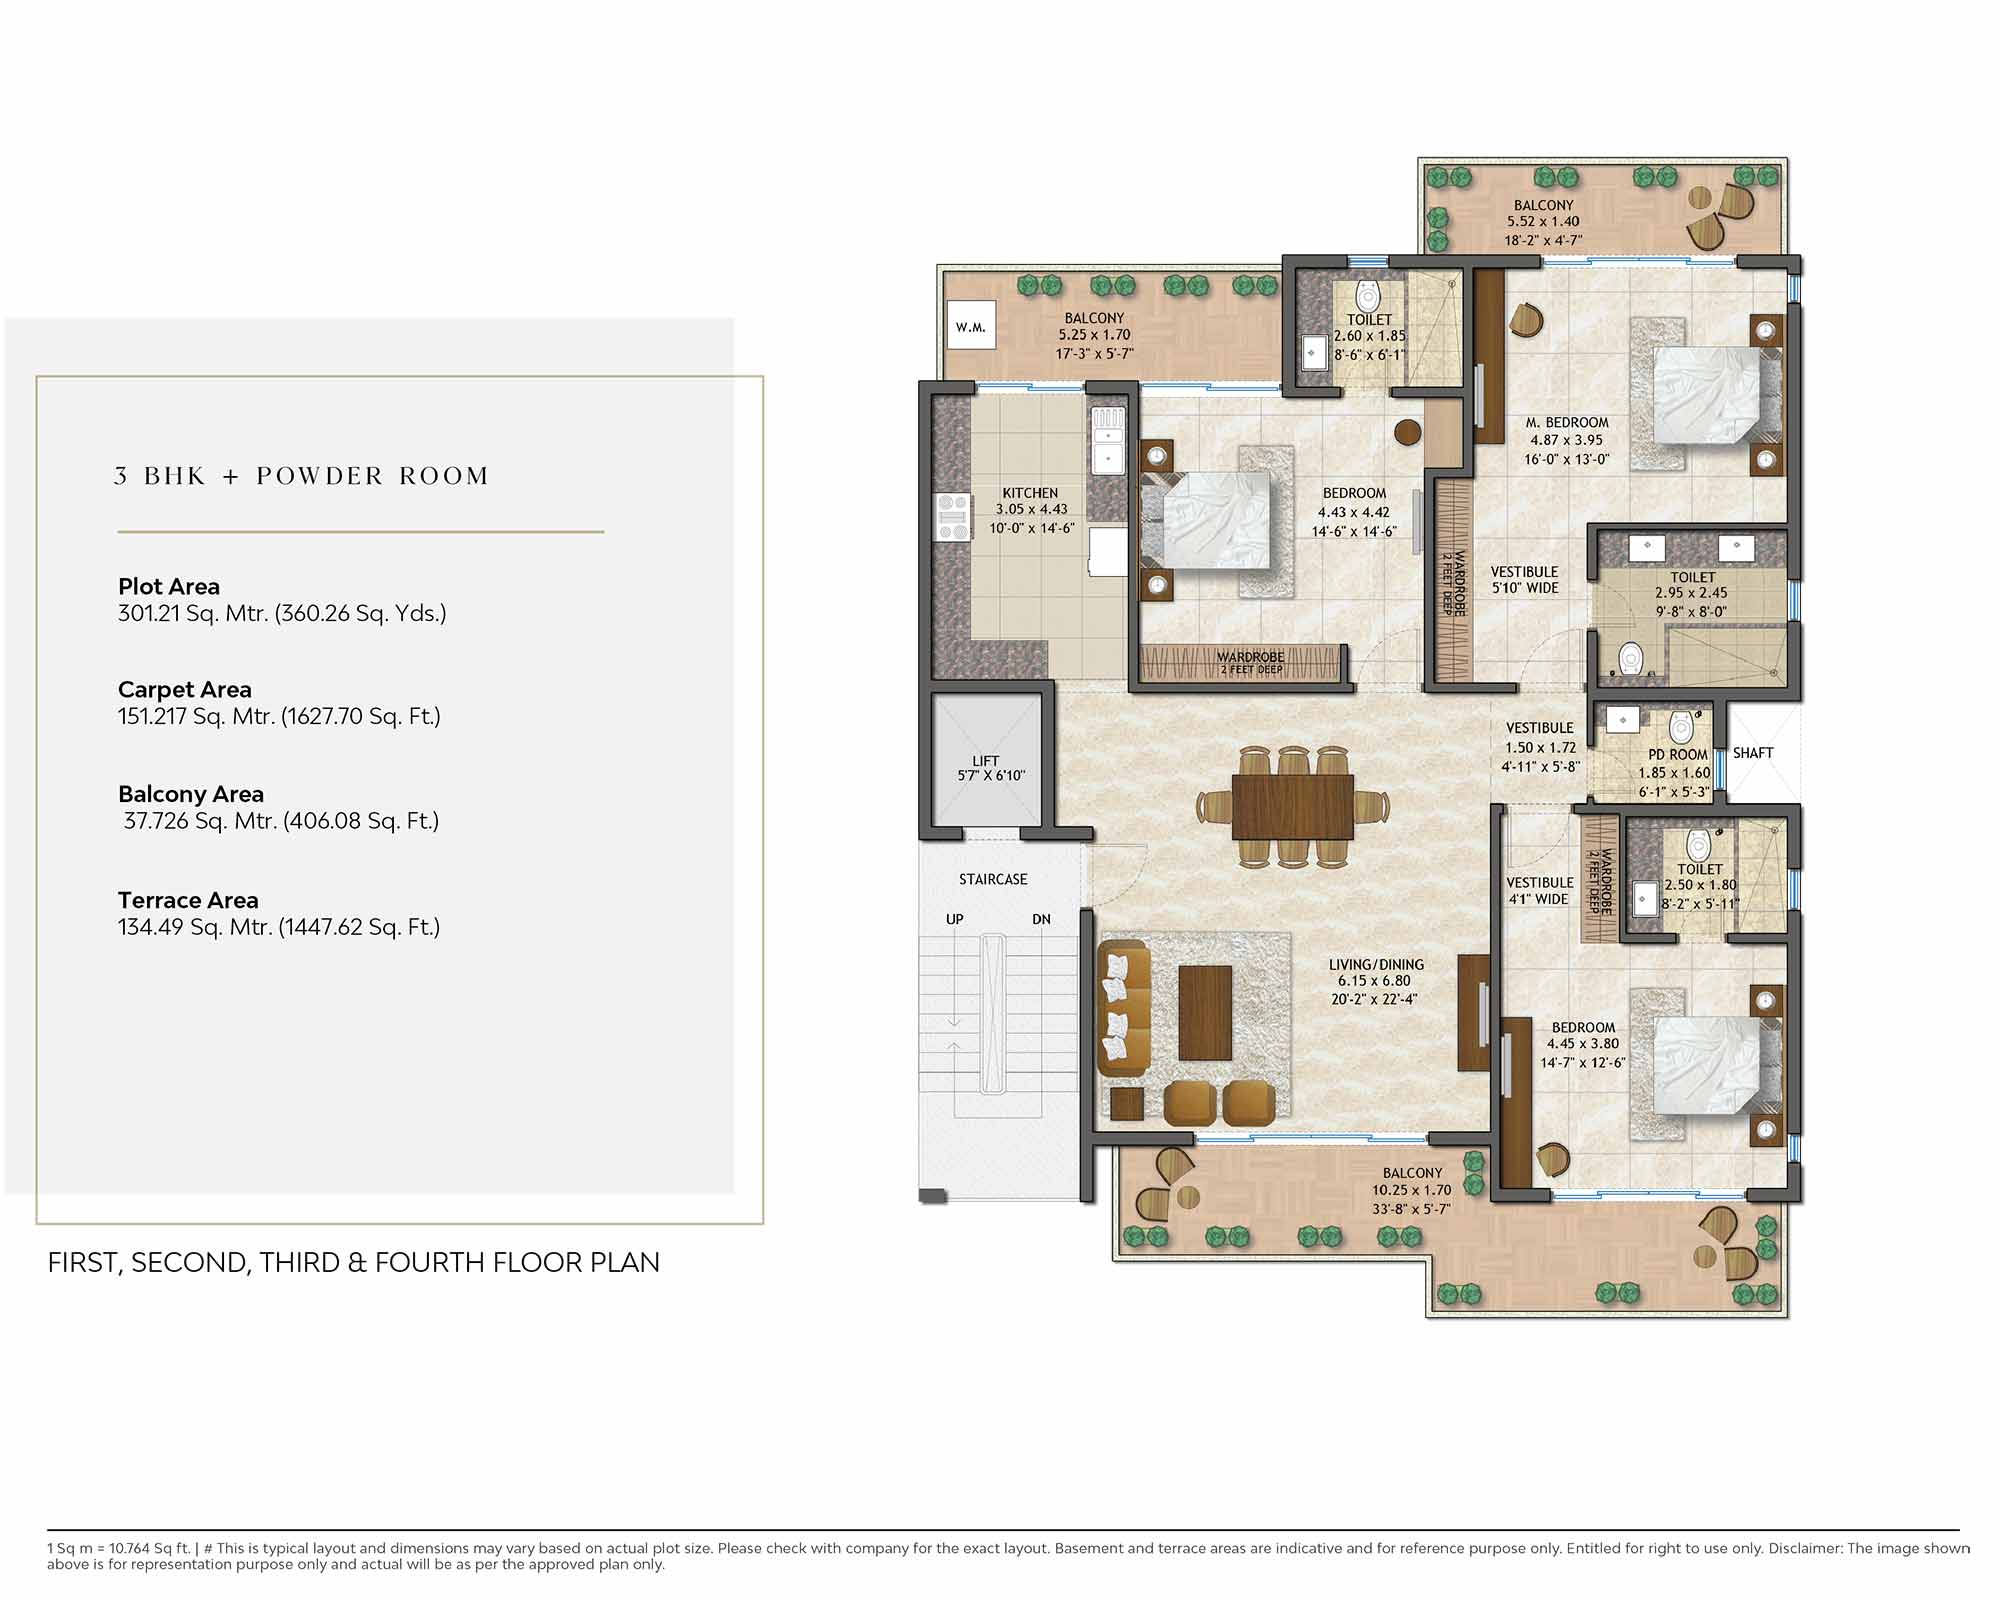 3 BHK + POWDER ROOM
Plot Area
301.21 Sq. Mtr. (360.26 Sq. Yds.)
Carpet Area
151.217 Sq. Mtr. (1627.70 Sq. Ft.)
Balcony Area
37.726 Sq. Mtr. (406.08 Sq. Ft.)
Terrace Area
134.49 Sq. Mtr. (1447.62 Sq. Ft.)
FIRST, SECOND, THIRD & FOURTH FLOOR PLAN
BALCONY
5.52 x 1.40
18'-2" x 4'-7"
W.M.
BALCONY
5.25 x 1.70
17'-3" x 5'-7"
TOILET
2.60 x 1.85
8'-6" x 6'-1"
M. BEDROOM
4.87 x 3.95
16'-0" x 13'-0"
KITCHEN
3.05 x 4.43
10'-0" x 14'-6"
BEDROOM
4.43 x 4.42
14'-6" x 14'-6"
WARDROBE
2 FEET DEEP
VESTIBULE
5'10" WIDE
TOILET
2.95 x 2.45
9'-8" x 8'-0"
WARDROBE
2 FEET DEEP
LIFT
5'7" X 6'10"
VESTIBULE
1.50 x 1.72
4'-11" x 5'-8"
PD ROOM
1.85 x 1.60
6'-1" x 5'-3"
SHAFT
STAIRCASE
UP
DN
VESTIBULE
4'1" WIDE
WARDROBE
2 FEET DEEP
TOILET
2.50 x 1.80
8'-2" x 5'-11"
LIVING/DINING
6.15 x 6.80
20'-2" x 22'-4"
BEDROOM
4.45 x 3.80
14'-7" x 12'-6"
BALCONY
10.25 x 1.70
33'-8" x 5'-7"
1 Sq m = 10.764 Sq ft. | # This is typical layout and dimensions may vary based on actual plot size. Please check with company for the exact layout. Basement and terrace areas are indicative and for reference purpose only. Entitled for right to use only. Disclaimer: The image shown
above is for representation purpose only and actual will be as per the approved plan only.